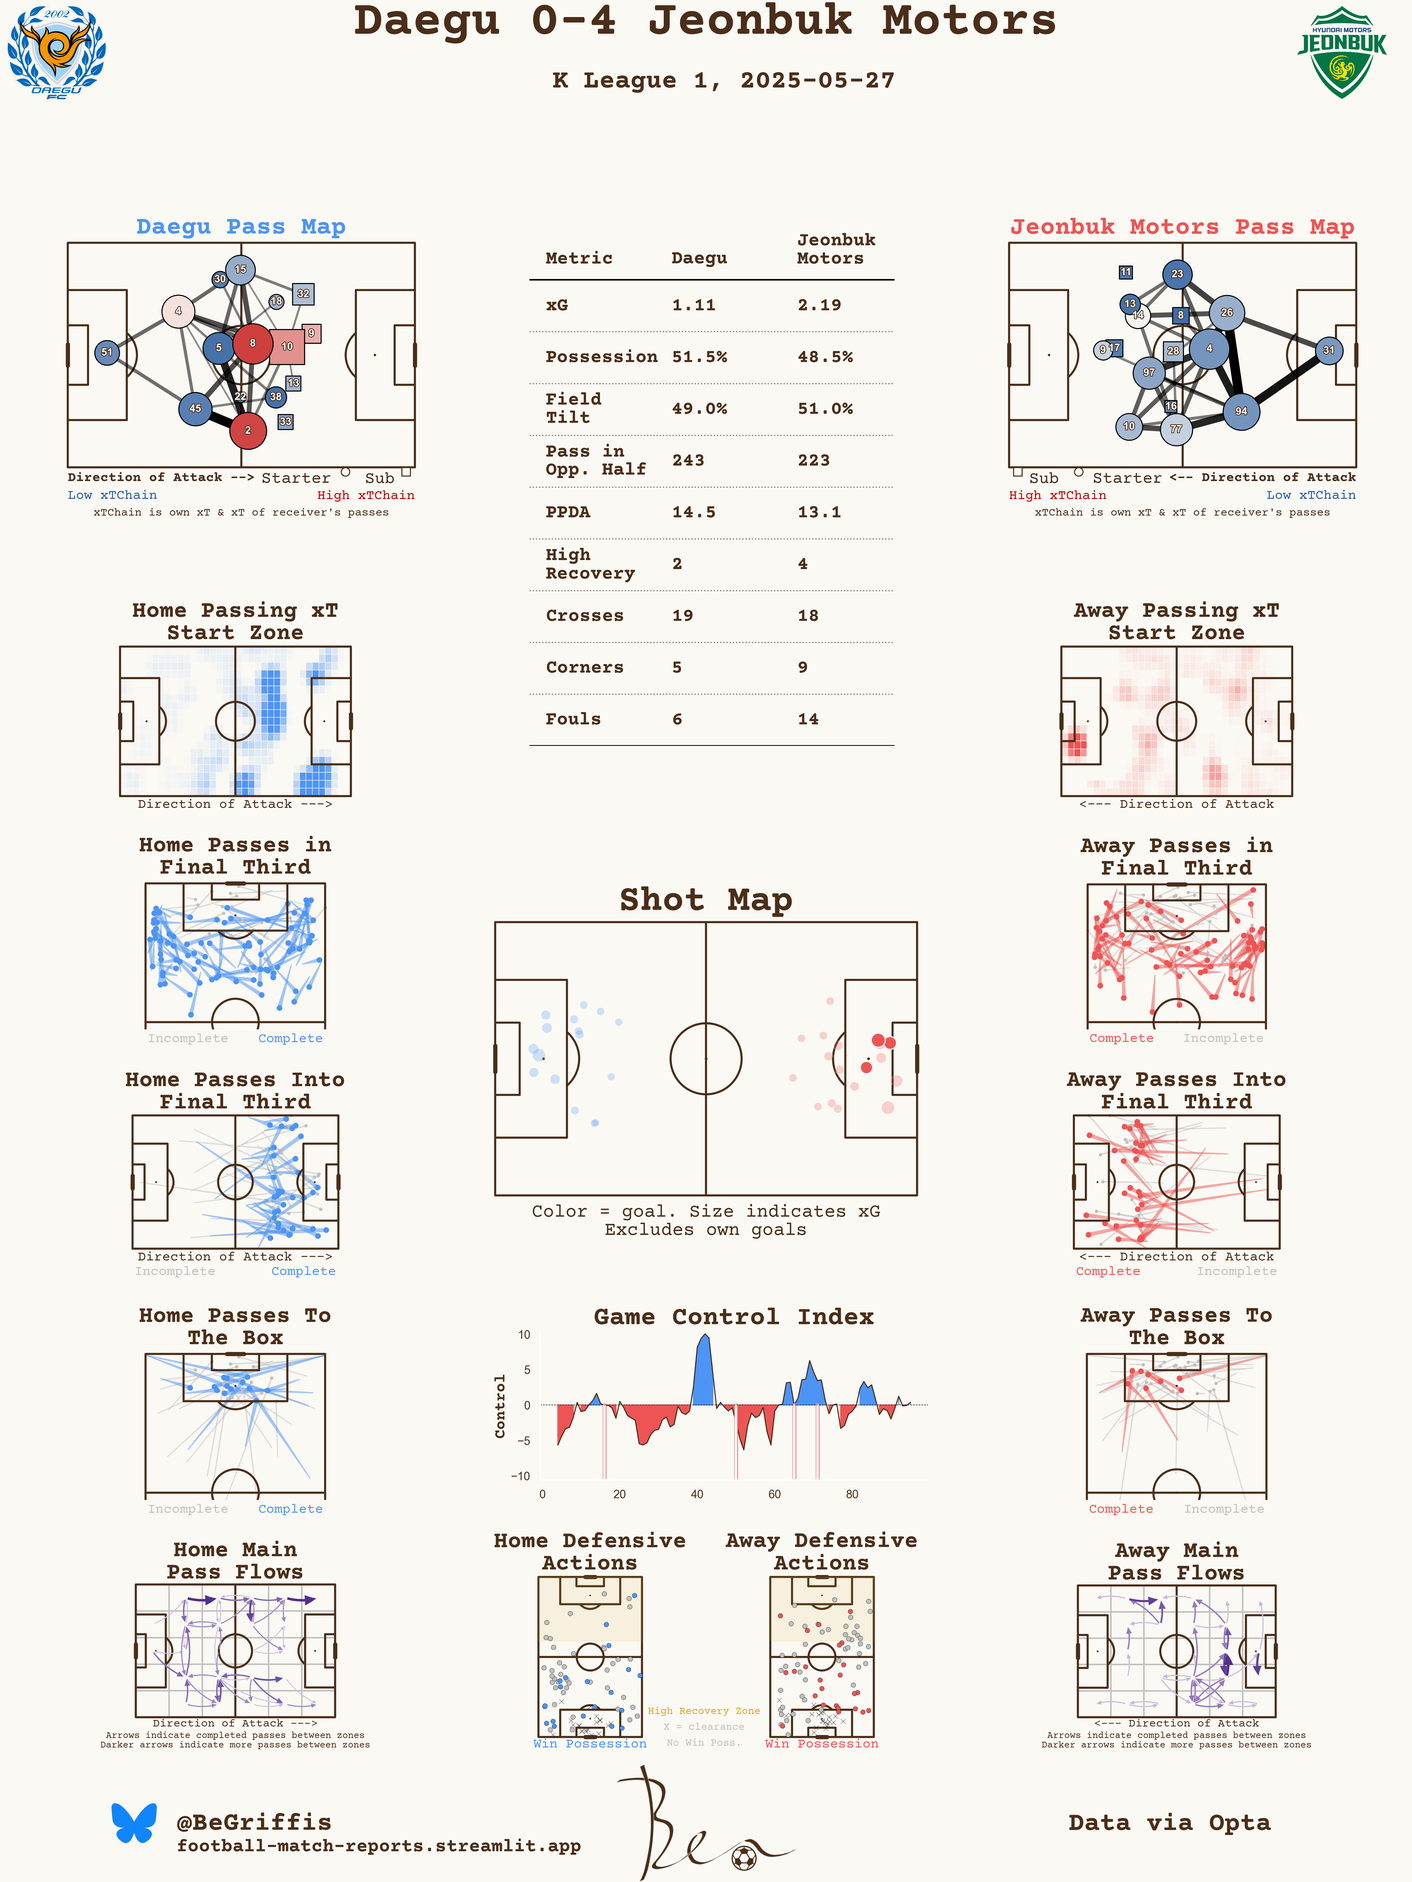 Daegu 0-4 Jeonbuk Motors
K League 1, 2025-05-27
2002
DAEGU
FC
HYUNDAI MOTORS
JEONBUK
Daegu Pass Map
15
30
18
32
4
9
51
5
8
10
13
45
22
38
33
2
Direction of Attack --> Starter Sub
Low xTChain High xTChain
xTChain is own xT & xT of receiver's passes
Metric Daegu Jeonbuk Motors
xG 1.11 2.19
Possession 51.5% 48.5%
Field Tilt 49.0% 51.0%
Pass in Opp. Half 243 223
PPDA 14.5 13.1
High Recovery 2 4
Crosses 19 18
Corners 5 9
Fouls 6 14
Jeonbuk Motors Pass Map
11
23
13
14
8
26
9
17
28
4
31
97
16
10
77
94
Sub Starter <-- Direction of Attack
High xTChain Low xTChain
xTChain is own xT & xT of receiver's passes
Home Passing xT
Start Zone
Direction of Attack --->
Away Passing xT
Start Zone
<--- Direction of Attack
Home Passes in
Final Third
Incomplete Complete
Away Passes in
Final Third
Complete Incomplete
Shot Map
Color = goal. Size indicates xG
Excludes own goals
Home Passes Into
Final Third
Direction of Attack --->
Incomplete Complete
Away Passes Into
Final Third
<--- Direction of Attack
Complete Incomplete
Home Passes To
The Box
Incomplete Complete
Game Control Index
Control
10
5
0
−5
−10
0 20 40 60 80
Away Passes To
The Box
Complete Incomplete
Home Main
Pass Flows
Direction of Attack --->
Arrows indicate completed passes between zones
Darker arrows indicate more passes between zones
Home Defensive
Actions
Win Possession
High Recovery Zone
X = clearance
No Win Poss.
Away Defensive
Actions
Win Possession
Away Main
Pass Flows
<--- Direction of Attack
Arrows indicate completed passes between zones
Darker arrows indicate more passes between zones
@BeGriffis
football-match-reports.streamlit.app
Ben
Data via Opta